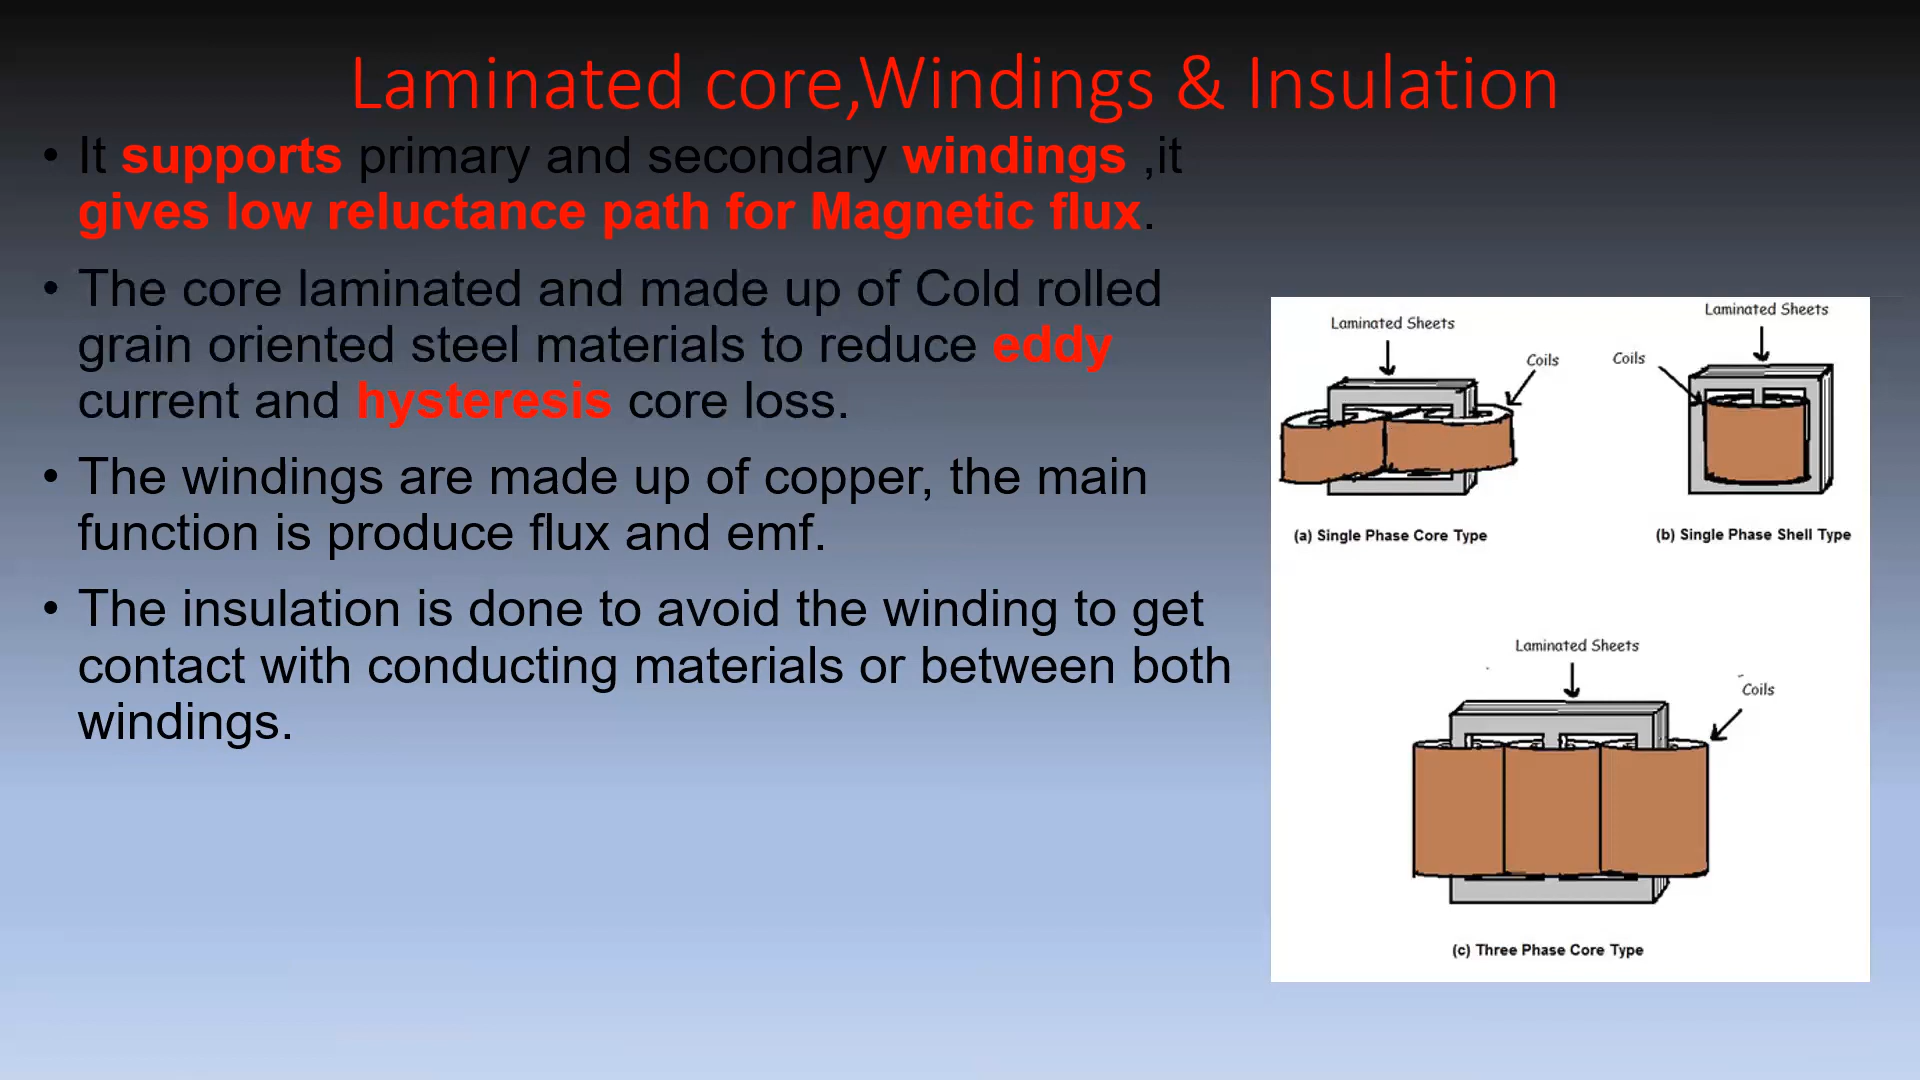 Laminated core,Windings & Insulation
• It supports primary and secondary windings ,it
gives low reluctance path for Magnetic flux.
• The core laminated and made up of Cold rolled
grain oriented steel materials to reduce eddy
current and hysteresis core loss.
• The windings are made up of copper, the main
function is produce flux and emf.
• The insulation is done to avoid the winding to get
contact with conducting materials or between both
windings.
Laminated Sheets
Coils
(a) Single Phase Core Type
Laminated Sheets
Coils
(b) Single Phase Shell Type
Laminated Sheets
Coils
(c) Three Phase Core Type